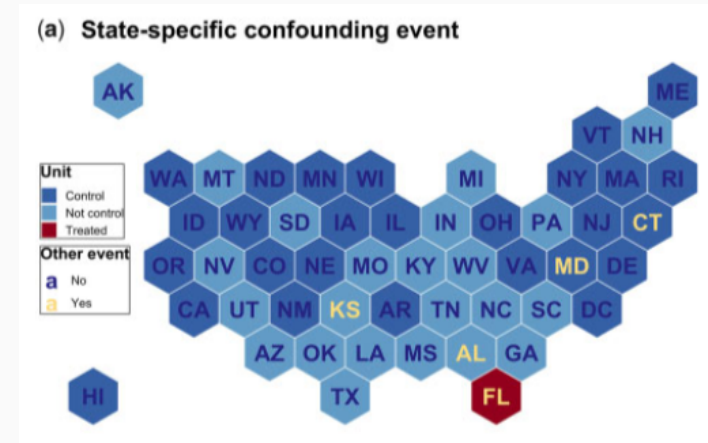 (a) State-specific confounding event
AK ME
VT NH
Unit
Control
Not control
Treated
Other event
a No
a Yes
WA MT ND MN WI MI NY MA RI
ID WY SD IA IL IN OH PA NJ CT
OR NV CO NE MO KY WV VA MD DE
CA UT NM KS AR TN NC SC DC
AZ OK LA MS AL GA
HI TX FL